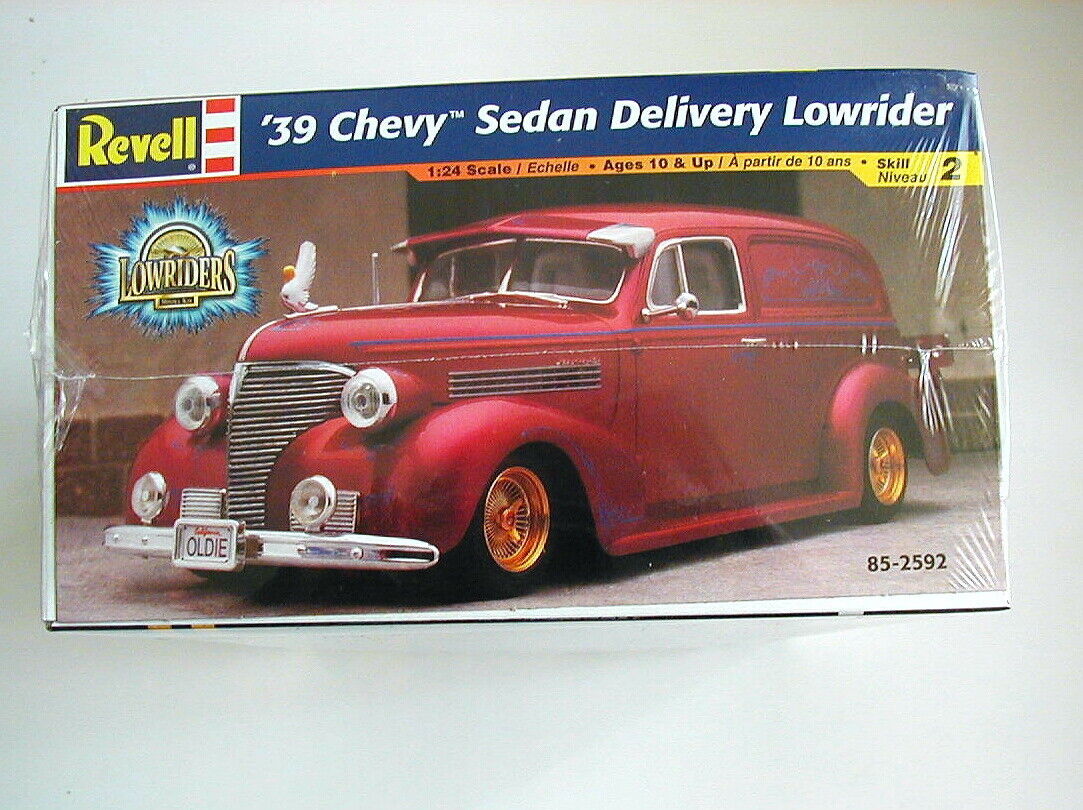 Revell®
'39 Chevy™ Sedan Delivery Lowrider
1:24 Scale / Echelle • Ages 10 & Up / À partir de 10 ans • Skill Niveau 2
LOWRIDERS
California
OLDIE
85-2592